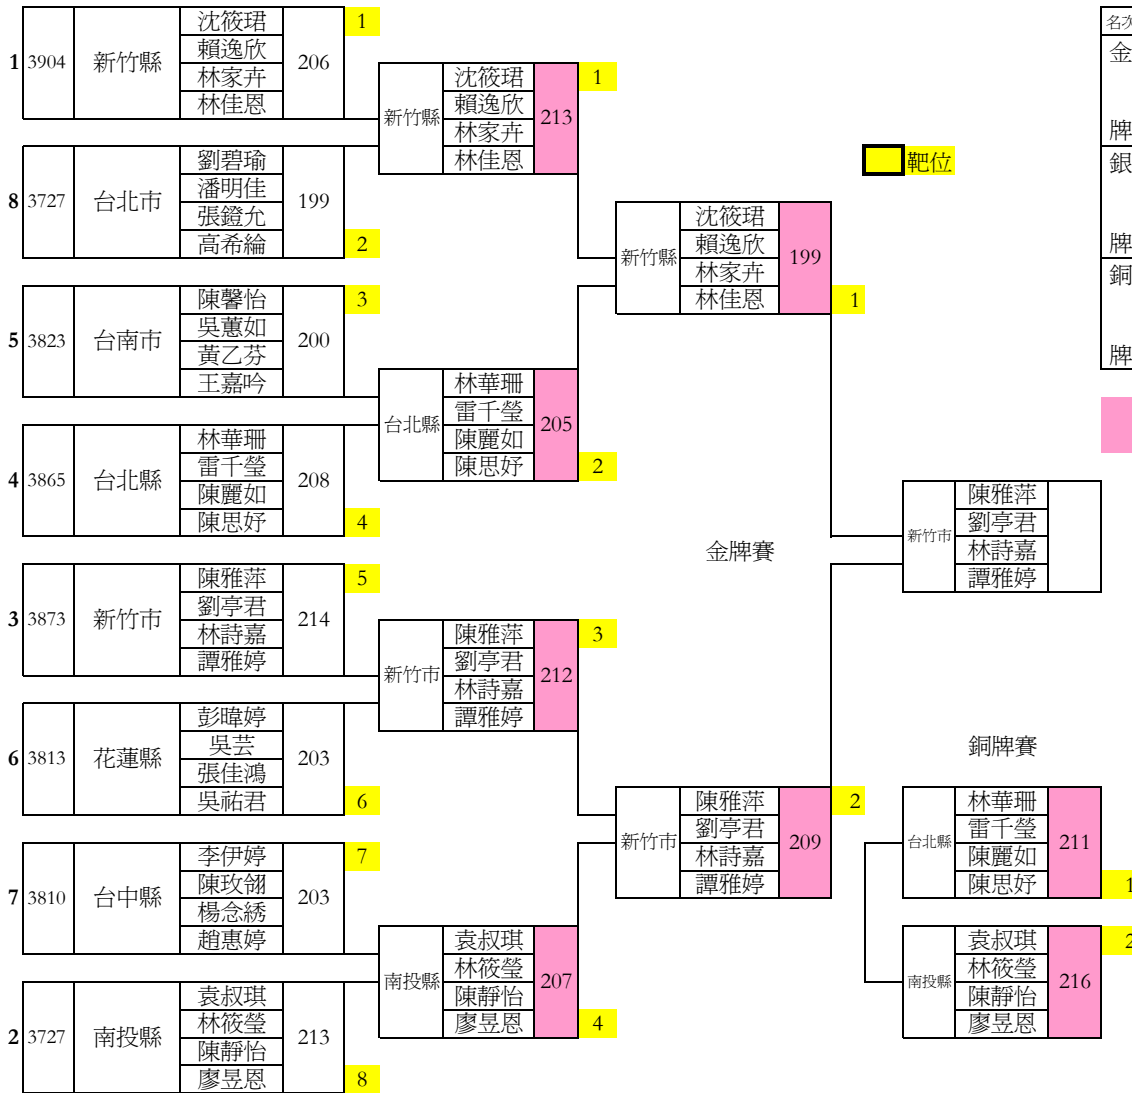 沈筱珺 1
賴逸欣
1 3904 新竹縣 206
林家卉
林佳恩
劉碧瑜
潘明佳
8 3727 台北市 199
張鐙允
高希綸 2
陳馨怡 3
吳蕙如
5 3823 台南市 200
黃乙芬
王嘉吟
林華珊
雷千瑩
4 3865 台北縣 208
陳麗如
陳思妤 4
陳雅萍 5
劉亭君
3 3873 新竹市 214
林詩嘉
譚雅婷
彭暐婷
吳芸
6 3813 花蓮縣 203
張佳鴻
吳祐君 6
李伊婷 7
陳玫翎
7 3810 台中縣 203
楊念綉
趙惠婷
袁叔琪
林筱瑩
2 3727 南投縣 213
陳靜怡
廖昱恩 8
沈筱珺 1
賴逸欣
新竹縣 213
林家卉
林佳恩
林華珊
雷千瑩
台北縣 205
陳麗如
陳思妤 2
陳雅萍 3
劉亭君
新竹市 212
林詩嘉
譚雅婷
袁叔琪
林筱瑩
南投縣 207
陳靜怡
廖昱恩 4
沈筱珺
賴逸欣
新竹縣 199
林家卉
林佳恩 1
陳雅萍 2
劉亭君
新竹市 209
林詩嘉
譚雅婷
靶位
金牌賽
陳雅萍
劉亭君
新竹市
林詩嘉
譚雅婷
銅牌賽
林華珊
雷千瑩
台北縣 211
陳麗如
陳思妤 1
袁叔琪 2
林筱瑩
南投縣 216
陳靜怡
廖昱恩
名次
金
牌
銀
牌
銅
牌